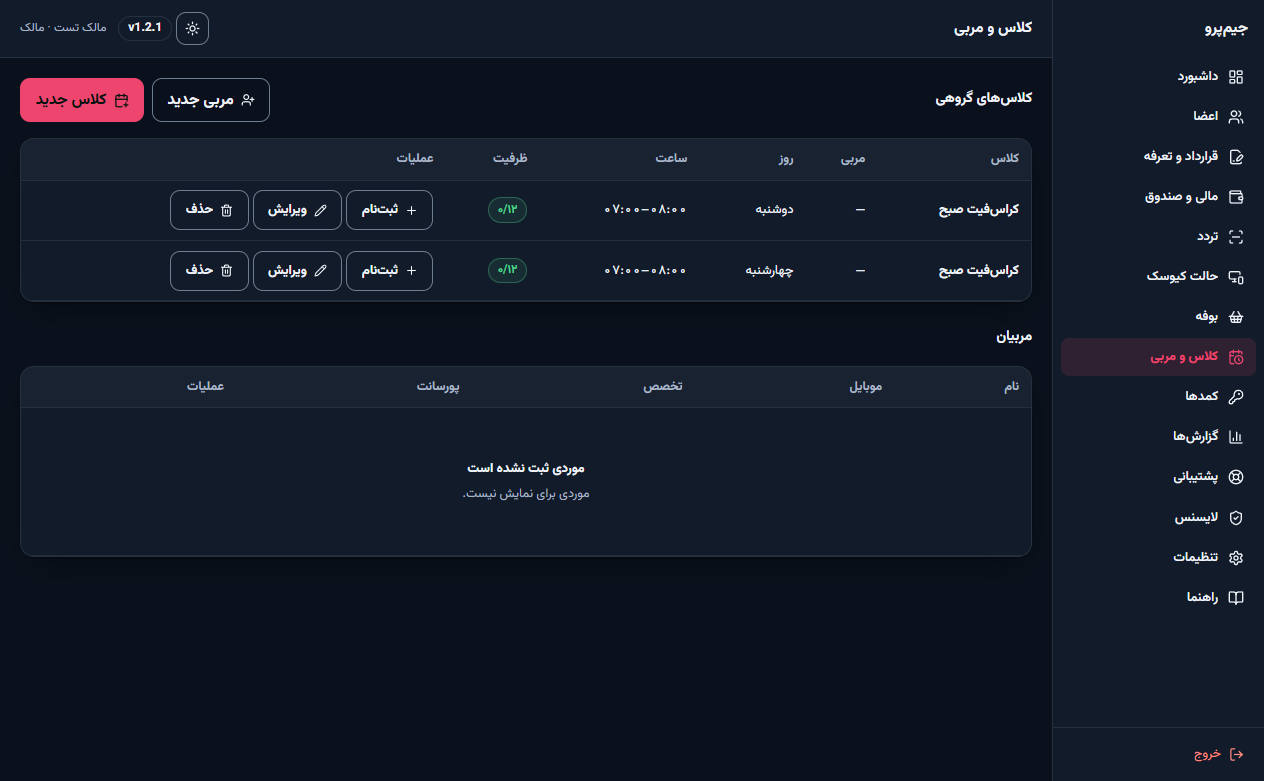 جیم‌پرو
داشبورد
اعضا
قرارداد و تعرفه
مالی و صندوق
تردد
حالت کیوسک
بوفه
کلاس و مربی
کمدها
گزارش‌ها
پشتیبانی
لایسنس
تنظیمات
راهنما
خروج
کلاس و مربی
v1.2.1
مالک تست · مالک
کلاس‌های گروهی
مربی جدید
کلاس جدید
کلاس مربی روز ساعت ظرفیت عملیات
کراس‌فیت صبح — دوشنبه ۰۷:۰۰–۰۸:۰۰ ۰/۱۲ ثبت‌نام ویرایش حذف
کراس‌فیت صبح — چهارشنبه ۰۷:۰۰–۰۸:۰۰ ۰/۱۲ ثبت‌نام ویرایش حذف
مربیان
نام موبایل تخصص پورسانت عملیات
موردی ثبت نشده است
موردی برای نمایش نیست.